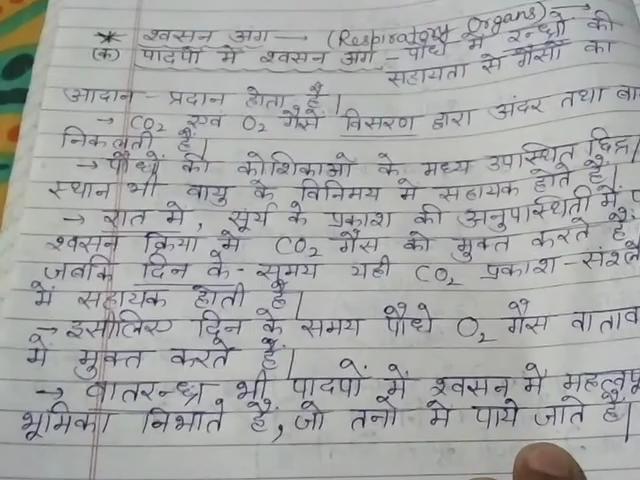 * श्वसन अंग → (Respiratory Organs) →
(क) पादपों में श्वसन अंग - पौधे में रन्ध्रों की
सहायता से गैसों का
आदान - प्रदान होता है।
→ CO₂ एवं O₂ गैसें विसरण द्वारा अंदर तथा
निकलती हैं।
→ पौधों की कोशिकाओं के मध्य उपस्थित
स्थान भी वायु के विनिमय में सहायक होते हैं।
→ रात में, सूर्य के प्रकाश की अनुपस्थिती में
श्वसन क्रिया में CO₂ गैस को मुक्त करते हैं
जबकि दिन के - समय यही CO₂ प्रकाश -
में सहायक होती हैं।
→ इसीलिए दिन के समय पौधे O₂ गैस
में मुक्त करते हैं।
→ वातरन्ध्र भी पादपों में श्वसन में
भूमिका निभाते हैं, जो तनों में पाये जाते हैं।